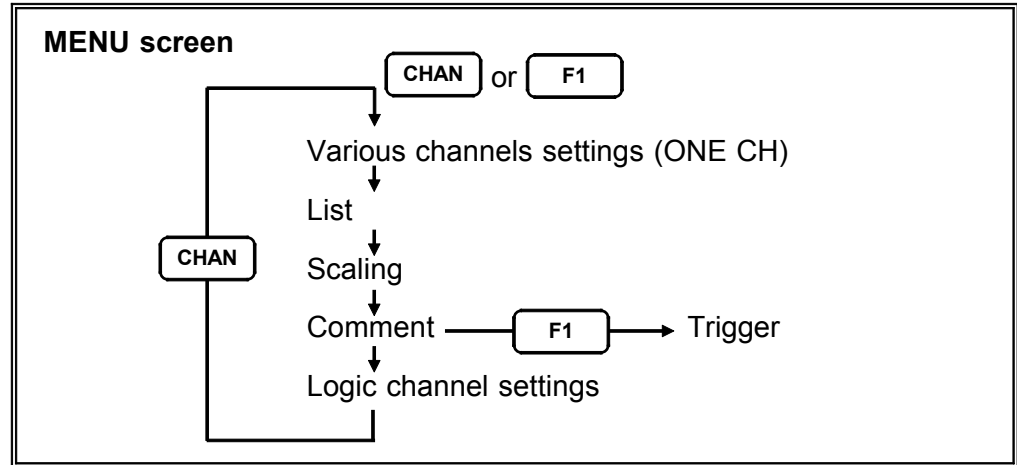 MENU screen
CHAN or F1
Various channels settings (ONE CH)
List
CHAN
Scaling
Comment F1 Trigger
Logic channel settings